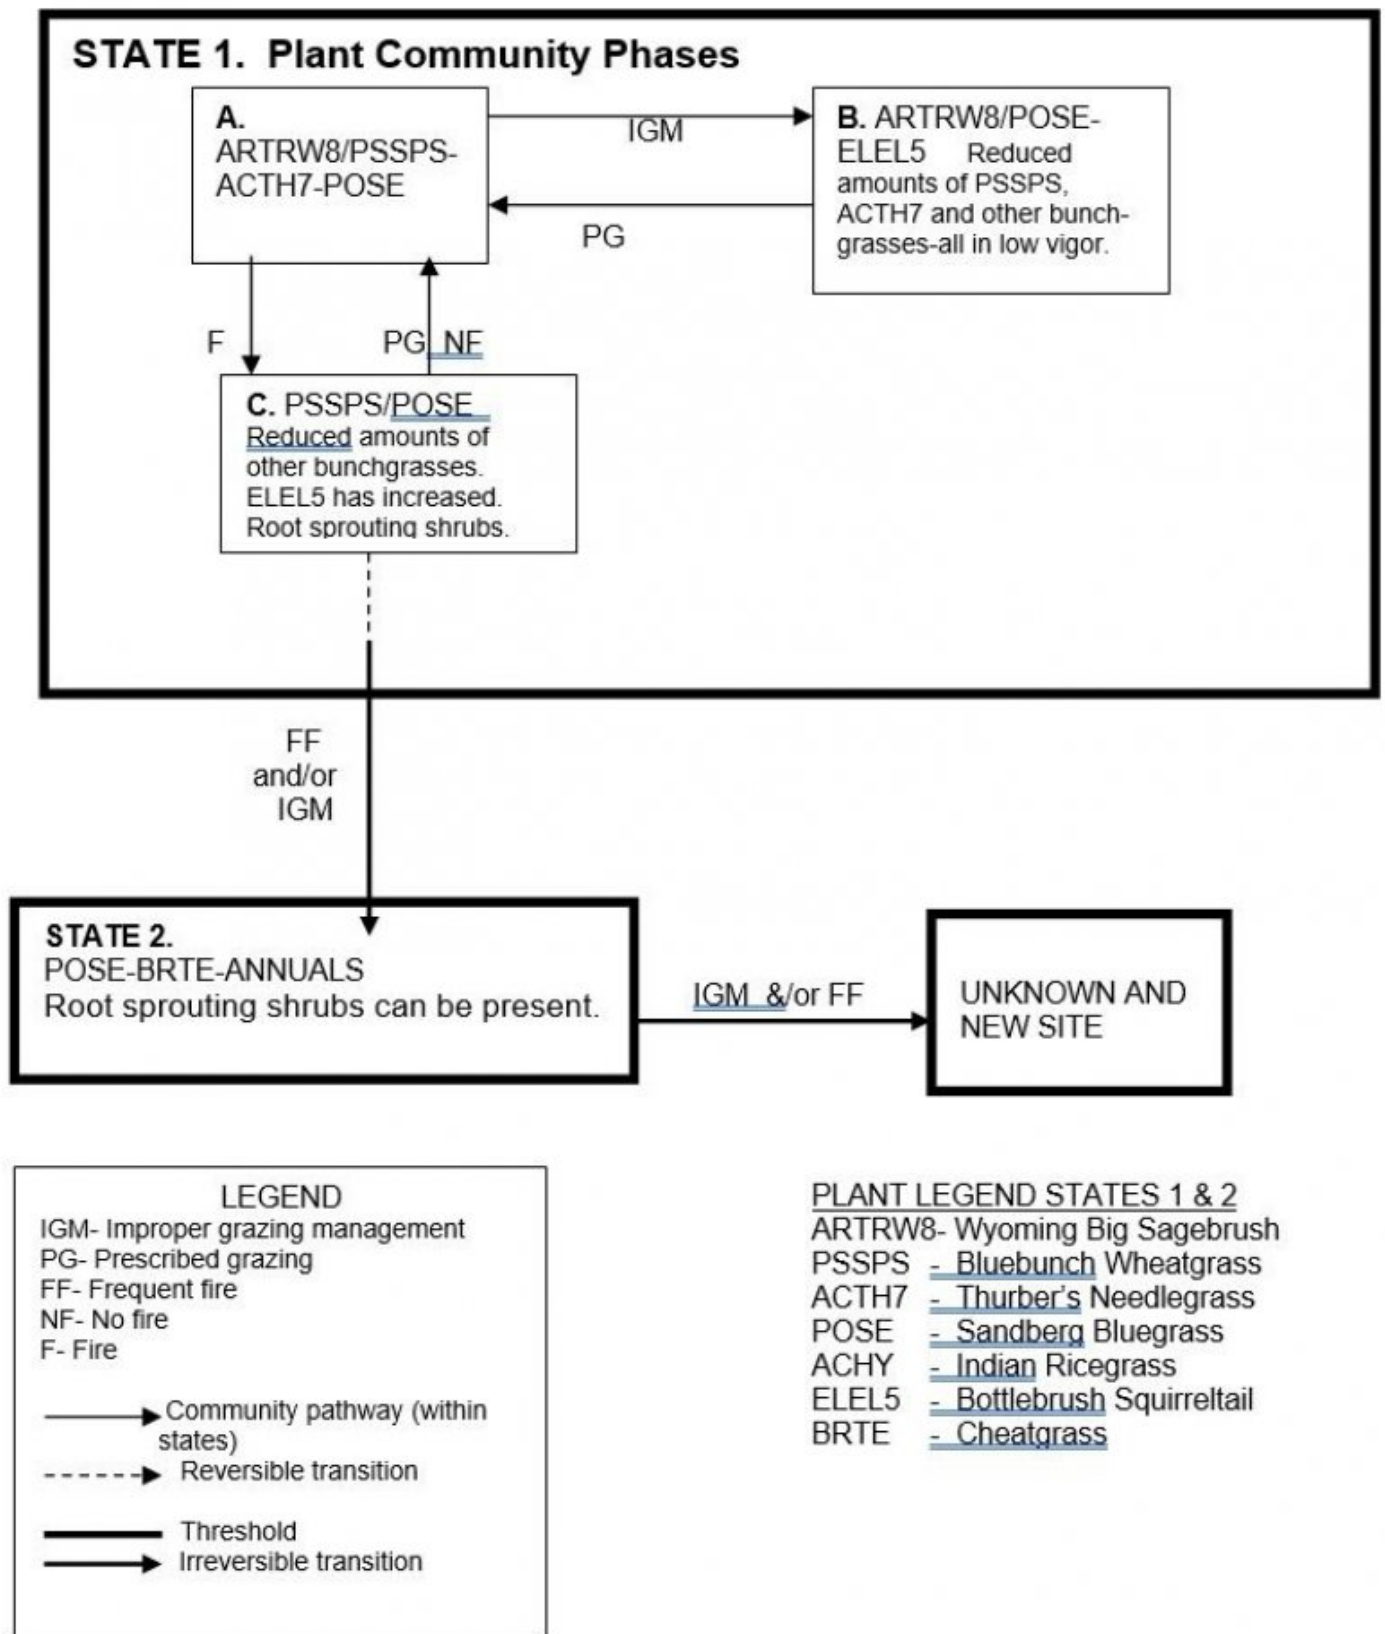 STATE 1.  Plant Community Phases
A.
ARTRW8/PSSPS-
ACTH7-POSE
IGM
PG
B. ARTRW8/POSE-
ELEL5 Reduced
amounts of PSSPS,
ACTH7 and other bunch-
grasses-all in low vigor.
F
PG  NF
C. PSSPS/POSE
Reduced amounts of
other bunchgrasses.
ELEL5 has increased.
Root sprouting shrubs.
FF
and/or
IGM
STATE 2.
POSE-BRTE-ANNUALS
Root sprouting shrubs can be present.
IGM &/or FF
UNKNOWN AND
NEW SITE
LEGEND
IGM- Improper grazing management
PG- Prescribed grazing
FF- Frequent fire
NF- No fire
F- Fire
Community pathway (within
states)
Reversible transition
Threshold
Irreversible transition
PLANT LEGEND STATES 1 & 2
ARTRW8- Wyoming Big Sagebrush
PSSPS - Bluebunch Wheatgrass
ACTH7 - Thurber's Needlegrass
POSE - Sandberg Bluegrass
ACHY - Indian Ricegrass
ELEL5 - Bottlebrush Squirreltail
BRTE - Cheatgrass